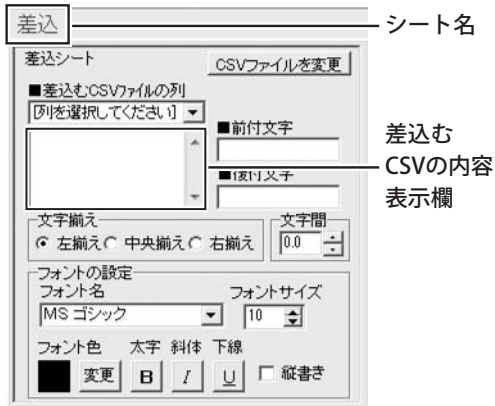 差込
シート名
差込シート
CSVファイルを変更
■差込むCSVファイルの列
[列を選択してください]
■前付文字
差込む
CSVの内容
表示欄
■後付文字
文字揃え
左揃え 中央揃え 右揃え
文字間
0.0
フォントの設定
フォント名
フォントサイズ
MS ゴシック
10
フォント色 太字 斜体 下線
変更 B I U 縦書き